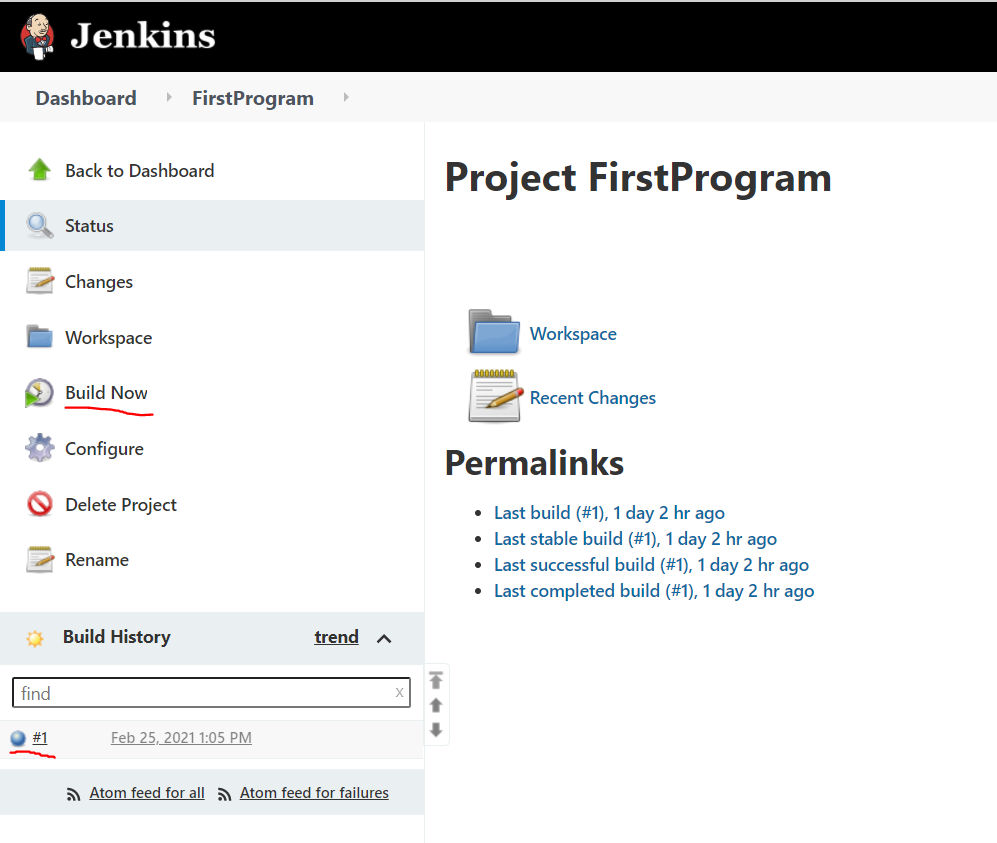 Jenkins
Dashboard FirstProgram
Back to Dashboard
Status
Changes
Workspace
Build Now
Configure
Delete Project
Rename
Build History trend
find x
#1 Feb 25, 2021 1:05 PM
Atom feed for all Atom feed for failures
Project FirstProgram
Workspace
Recent Changes
Permalinks
Last build (#1), 1 day 2 hr ago
Last stable build (#1), 1 day 2 hr ago
Last successful build (#1), 1 day 2 hr ago
Last completed build (#1), 1 day 2 hr ago